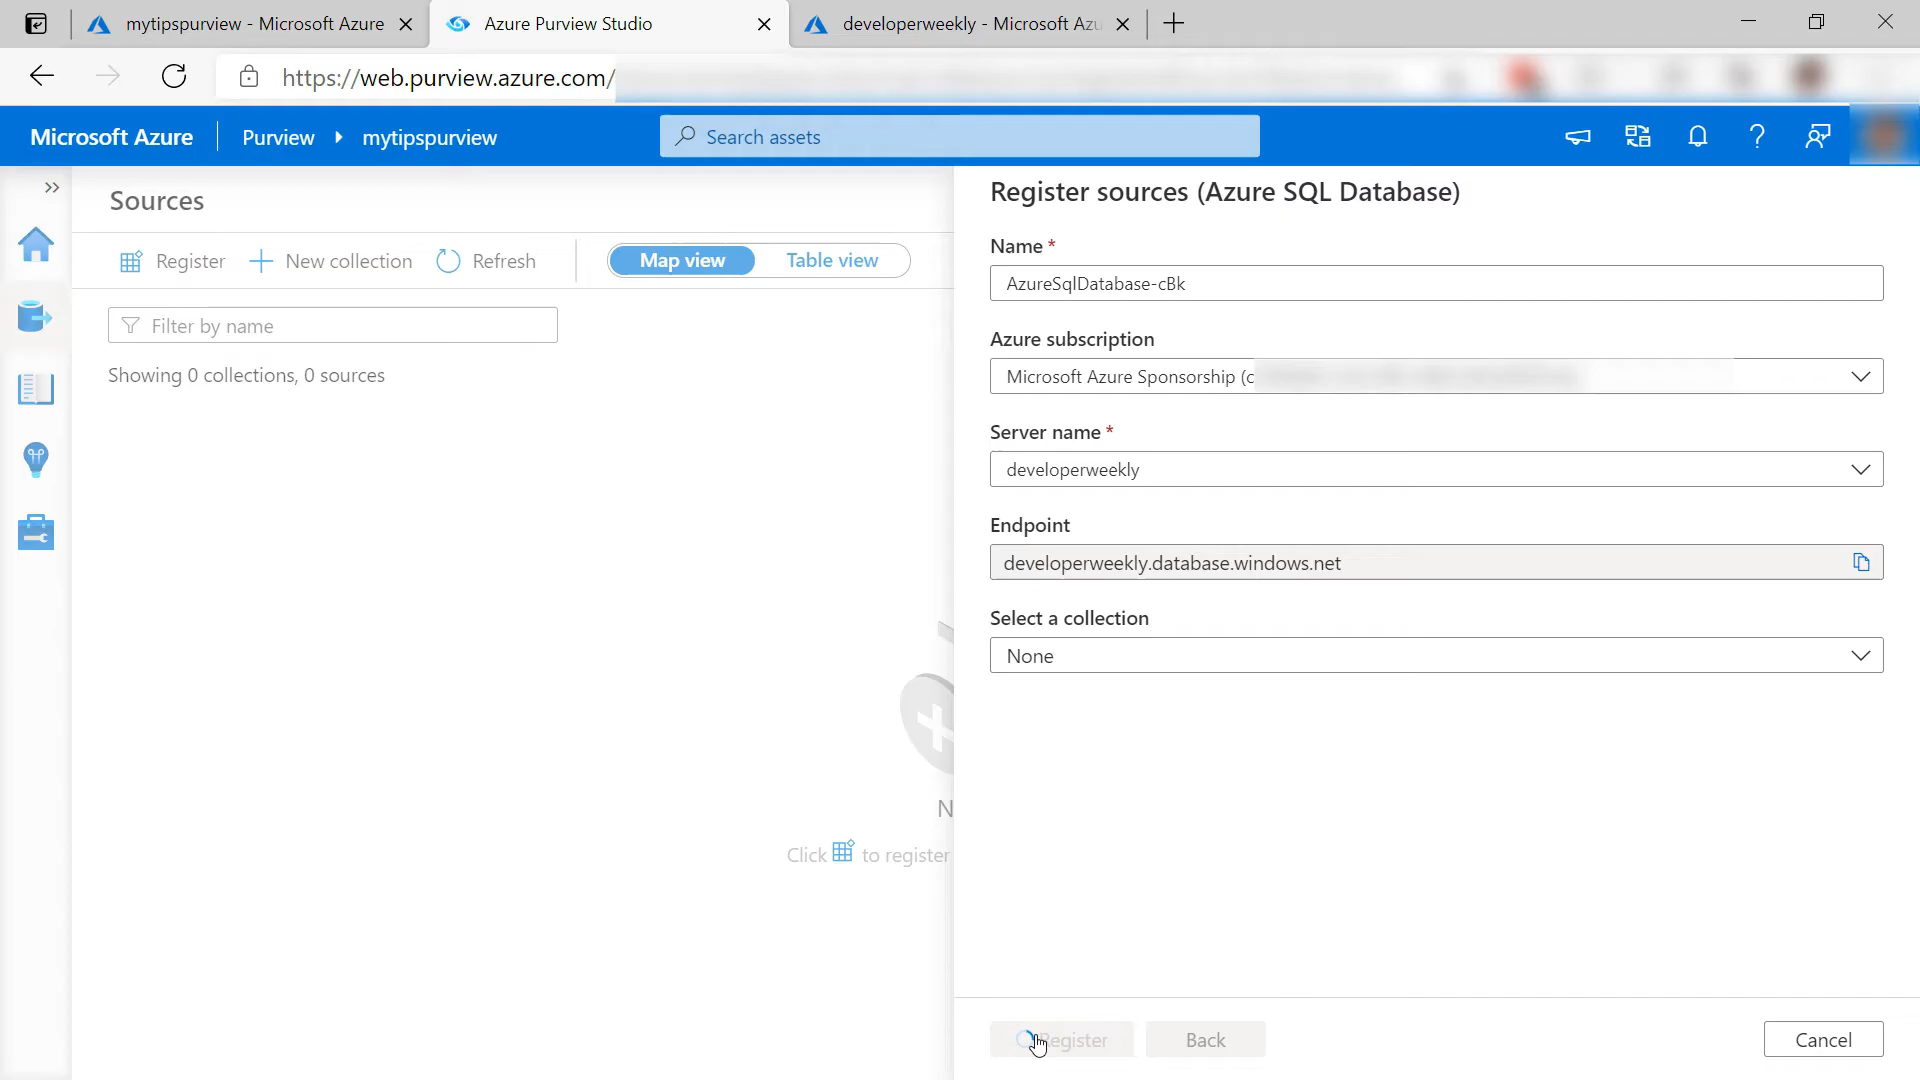 mytipspurview - Microsoft Azure
Azure Purview Studio
developerweekly - Microsoft Azu
https://web.purview.azure.com/
Microsoft Azure
Purview
mytipspurview
Search assets
Sources
Register
New collection
Refresh
Map view
Table view
Filter by name
Showing 0 collections, 0 sources
N
Click to register
Register sources (Azure SQL Database)
Name *
AzureSqlDatabase-cBk
Azure subscription
Microsoft Azure Sponsorship (c
Server name *
developerweekly
Endpoint
developerweekly.database.windows.net
Select a collection
None
Register
Back
Cancel